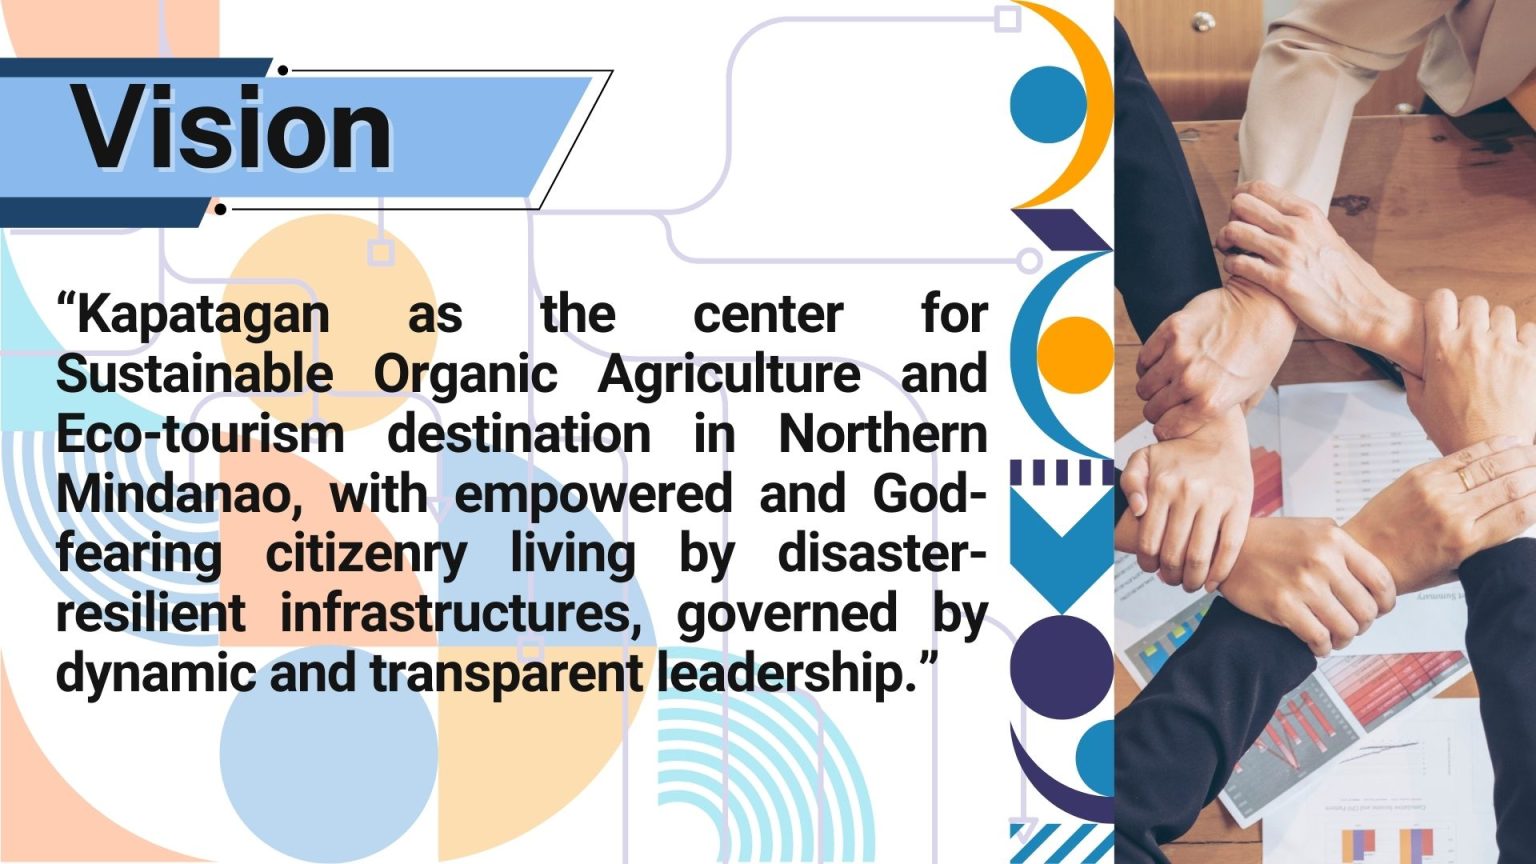 Vision
“Kapatagan as the center for
Sustainable Organic Agriculture and
Eco-tourism destination in Northern
Mindanao, with empowered and God-
fearing citizenry living by disaster-
resilient infrastructures, governed by
dynamic and transparent leadership.”